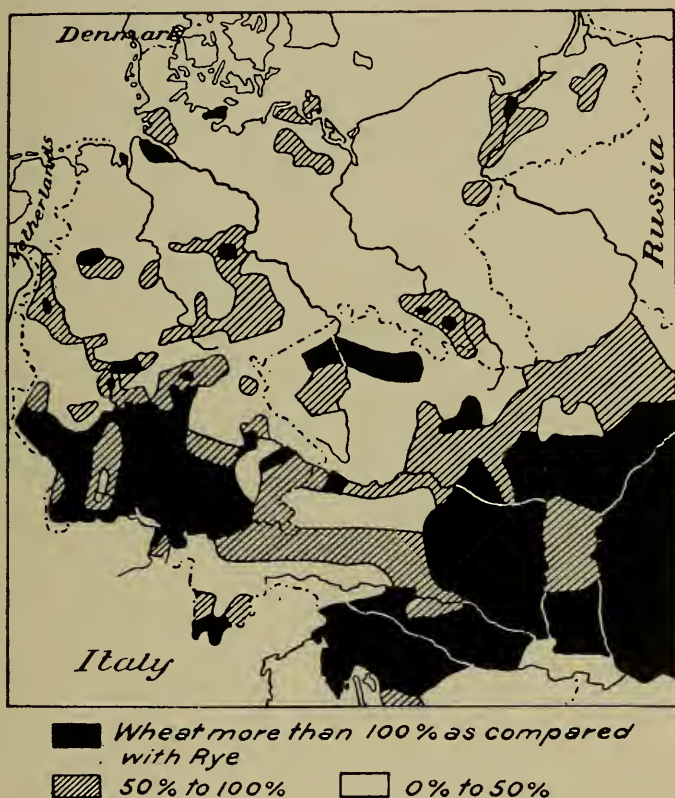 Denmark
Netherlands
Russia
Italy
Wheat more than 100% as compared
with Rye
50% to 100% 0% to 50%